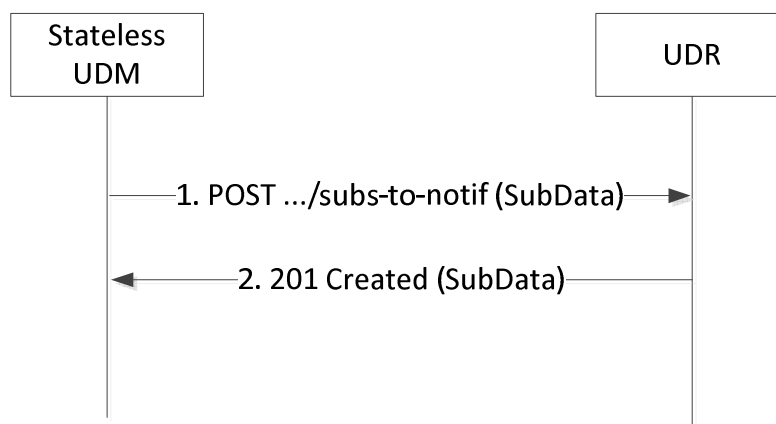 Stateless
UDM
UDR
1. POST .../subs-to-notif (SubData)
2. 201 Created (SubData)